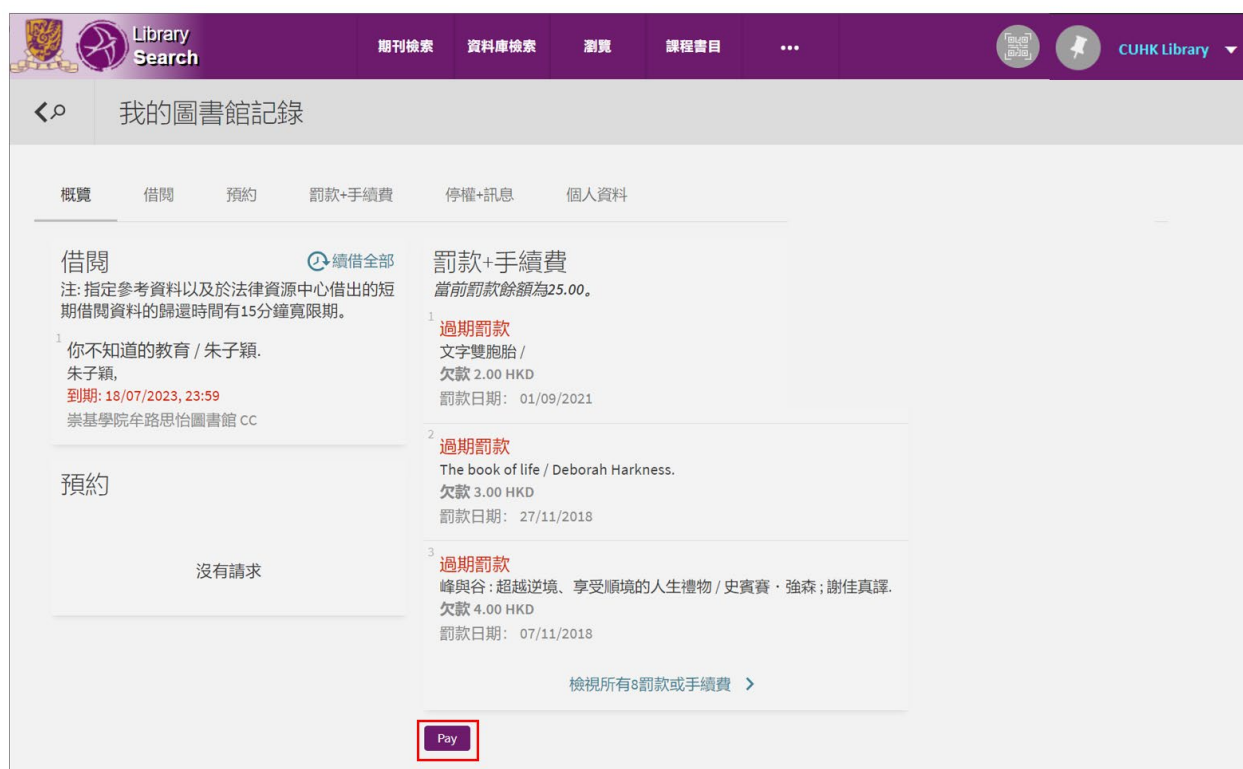 Library
Search
期刊檢索 資料庫檢索 瀏覽 課程書目 •••
CUHK Library
我的圖書館記錄
概覽 借閱 預約 罰款+手續費 停權+訊息 個人資料
借閱 續借全部
注: 指定參考資料以及於法律資源中心借出的短
期借閱資料的歸還時間有15分鐘寬限期。
1
你不知道的教育 / 朱子穎.
朱子穎,
到期: 18/07/2023, 23:59
崇基學院牟路思怡圖書館 CC
預約
沒有請求
罰款+手續費
當前罰款餘額為25.00。
1
過期罰款
文字雙胞胎 /
欠款 2.00 HKD
罰款日期: 01/09/2021
2
過期罰款
The book of life / Deborah Harkness.
欠款 3.00 HKD
罰款日期: 27/11/2018
3
過期罰款
峰與谷 : 超越逆境、享受順境的人生禮物 / 史賓賽・強森 ; 謝佳真譯.
欠款 4.00 HKD
罰款日期: 07/11/2018
檢視所有8罰款或手續費
Pay